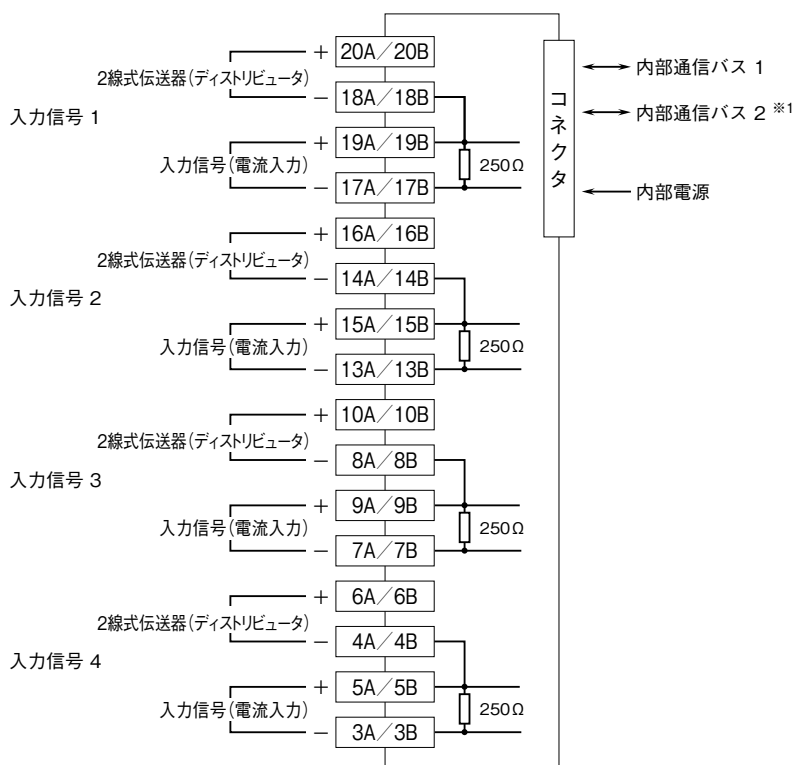 入力信号 1
2線式伝送器(ディストリビュータ)
+ 20A/20B
− 18A/18B
入力信号(電流入力)
+ 19A/19B
− 17A/17B
250Ω
入力信号 2
2線式伝送器(ディストリビュータ)
+ 16A/16B
− 14A/14B
入力信号(電流入力)
+ 15A/15B
− 13A/13B
250Ω
入力信号 3
2線式伝送器(ディストリビュータ)
+ 10A/10B
− 8A/8B
入力信号(電流入力)
+ 9A/9B
− 7A/7B
250Ω
入力信号 4
2線式伝送器(ディストリビュータ)
+ 6A/6B
− 4A/4B
入力信号(電流入力)
+ 5A/5B
− 3A/3B
250Ω
コネクタ
内部通信バス 1
内部通信バス 2 ※1
内部電源